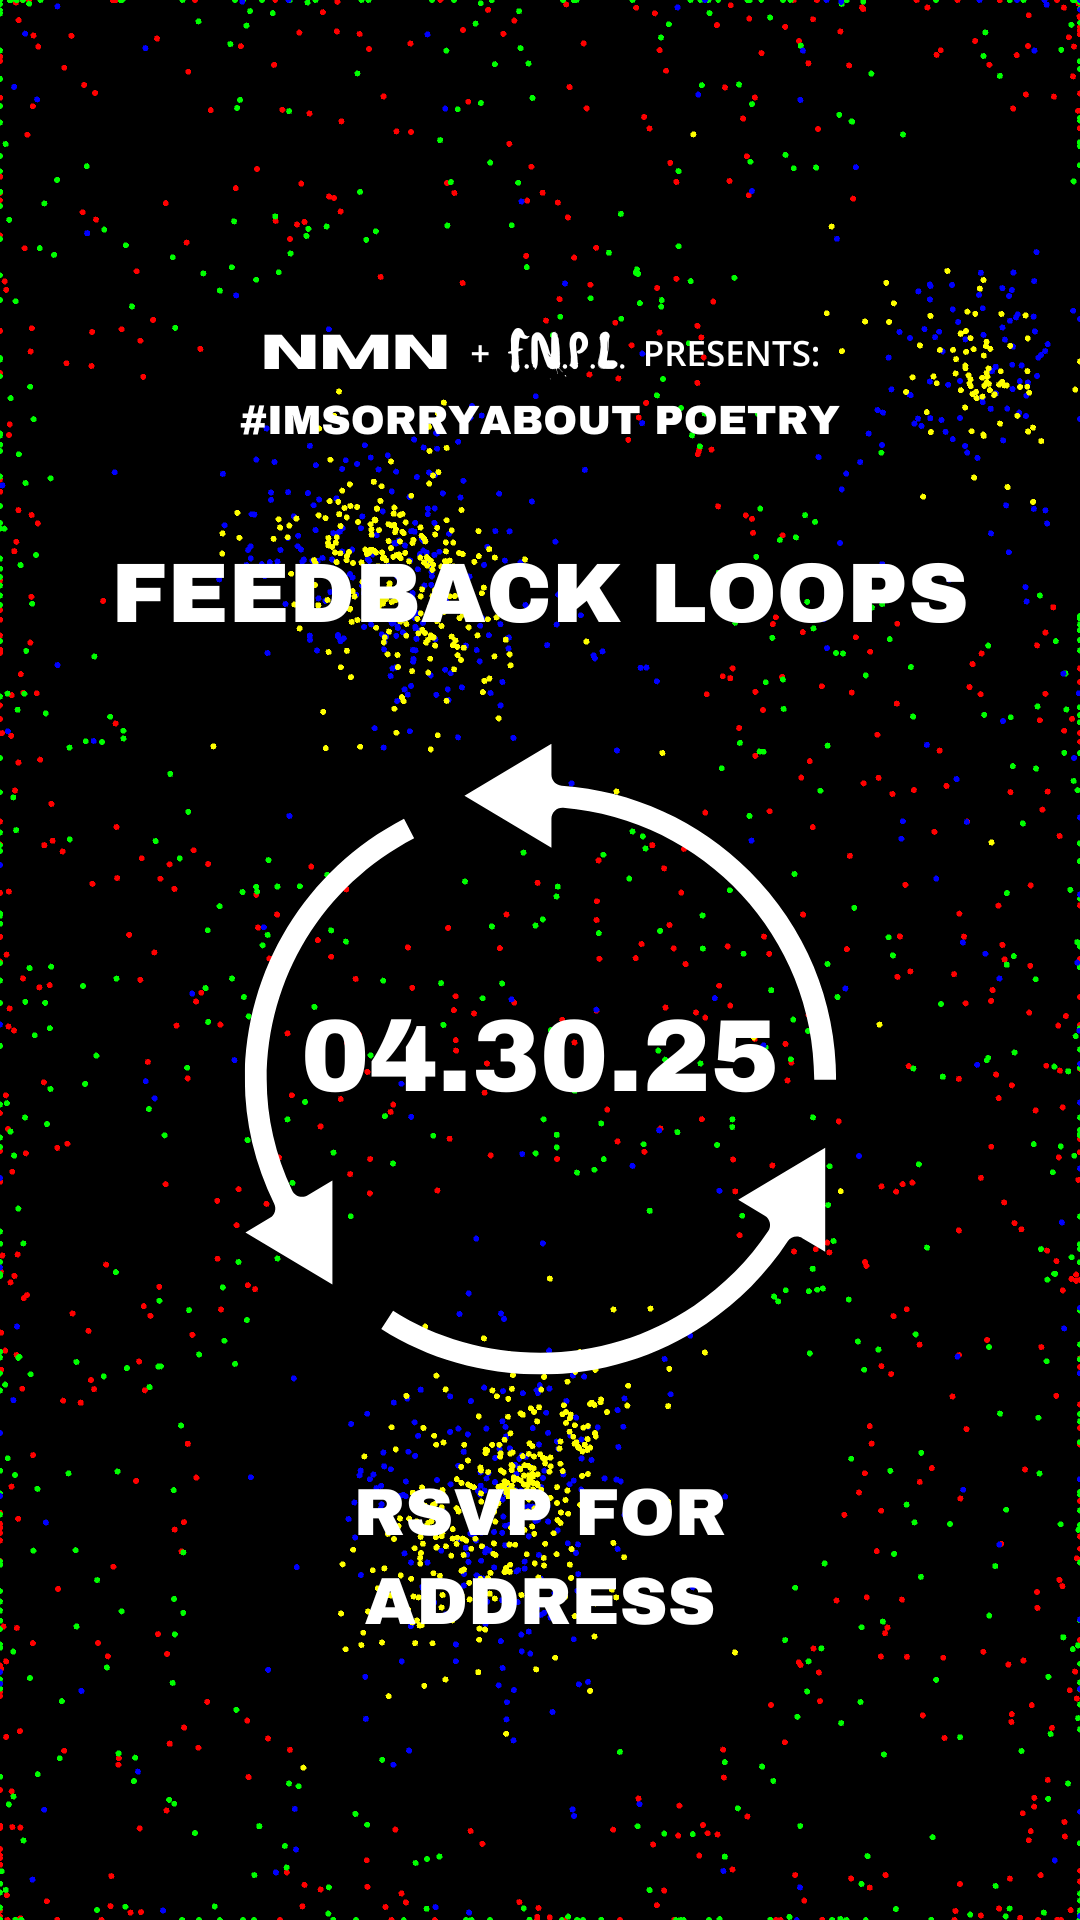 NMN + F.N.P.L. PRESENTS:
#IMSORRYABOUT POETRY
FEEDBACK LOOPS
04.30.25
RSVP FOR
ADDRESS